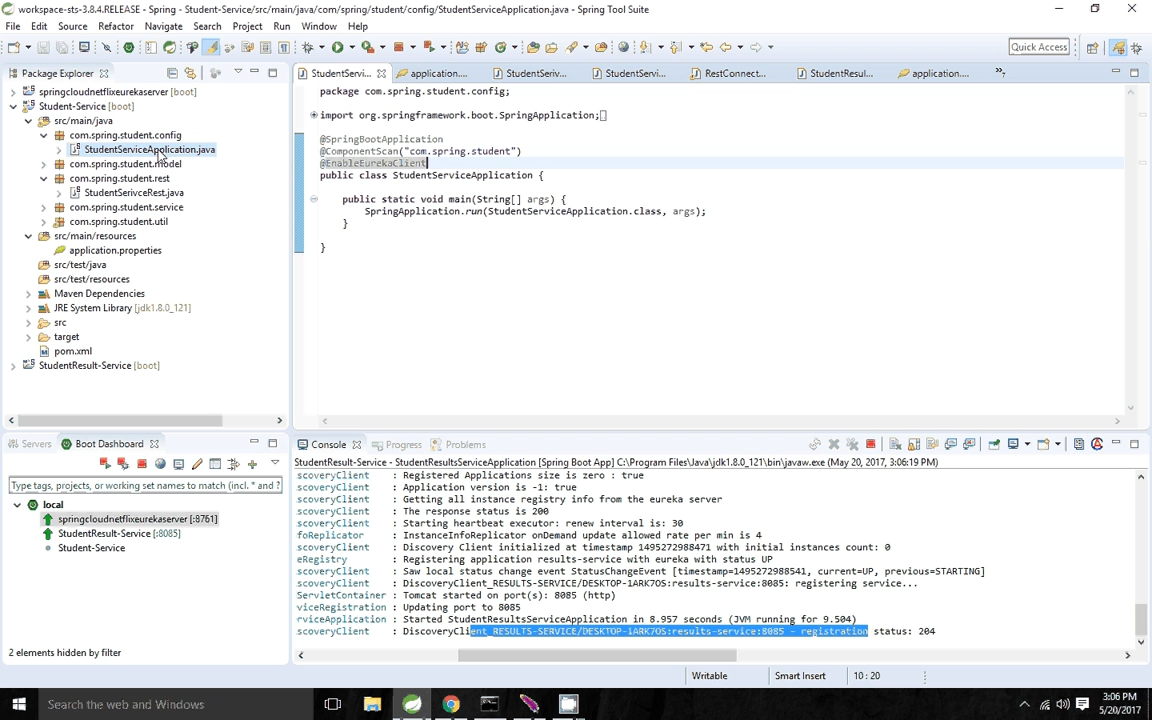 workspace-sts-3.8.4.RELEASE - Spring - Student-Service/src/main/java/com/spring/student/config/StudentServiceApplication.java - Spring Tool Suite
File Edit Source Refactor Navigate Search Project Run Window Help
Quick Access
Package Explorer
springcloudnetflixeurekaserver [boot]
Student-Service [boot]
src/main/java
com.spring.student.config
StudentServiceApplication.java
com.spring.student.model
com.spring.student.rest
StudentSerivceRest.java
com.spring.student.service
com.spring.student.util
src/main/resources
application.properties
src/test/java
src/test/resources
Maven Dependencies
JRE System Library [jdk1.8.0_121]
src
target
pom.xml
StudentResult-Service [boot]
StudentServi... application.... StudentSeriv... StudentServi... RestConnect... StudentResul... application....
package com.spring.student.config;
import org.springframework.boot.SpringApplication;
@SpringBootApplication
@ComponentScan("com.spring.student")
@EnableEurekaClient
public class StudentServiceApplication {
public static void main(String[] args) {
SpringApplication.run(StudentServiceApplication.class, args);
}
}
Servers Boot Dashboard
Type tags, projects, or working set names to match (incl. * and ?
local
springcloudnetflixeurekaserver [:8761]
StudentResult-Service [:8085]
Student-Service
2 elements hidden by filter
Console Progress Problems
StudentResult-Service - StudentResultsServiceApplication [Spring Boot App] C:\Program Files\Java\jdk1.8.0_121\bin\javaw.exe (May 20, 2017, 3:06:19 PM)
scoveryClient : Registered Applications size is zero : true
scoveryClient : Application version is -1: true
scoveryClient : Getting all instance registry info from the eureka server
scoveryClient : The response status is 200
scoveryClient : Starting heartbeat executor: renew interval is: 30
foReplicator : InstanceInfoReplicator onDemand update allowed rate per min is 4
scoveryClient : Discovery Client initialized at timestamp 1495272988471 with initial instances count: 0
eRegistry : Registering application results-service with eureka with status UP
scoveryClient : Saw local status change event StatusChangeEvent [timestamp=1495272988541, current=UP, previous=STARTING]
scoveryClient : DiscoveryClient_RESULTS-SERVICE/DESKTOP-1ARK7OS:results-service:8085: registering service...
ServletContainer : Tomcat started on port(s): 8085 (http)
viceRegistration : Updating port to 8085
rviceApplication : Started StudentResultsServiceApplication in 8.957 seconds (JVM running for 9.504)
scoveryClient : DiscoveryClient_RESULTS-SERVICE/DESKTOP-1ARK7OS:results-service:8085 - registration status: 204
Writable Smart Insert 10 : 20
Search the web and Windows
3:06 PM
5/20/2017